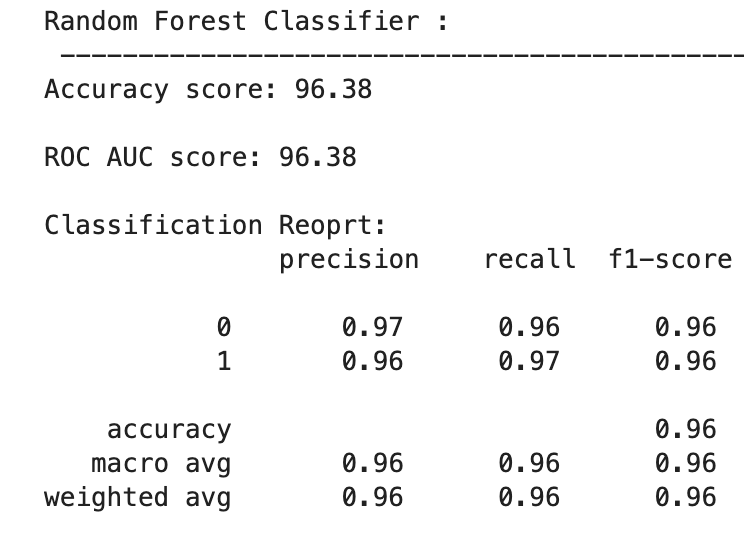 Random Forest Classifier :
-------------------------------------------
Accuracy score: 96.38
ROC AUC score: 96.38
Classification Reoprt:
precision recall f1-score
0 0.97 0.96 0.96
1 0.96 0.97 0.96
accuracy 0.96
macro avg 0.96 0.96 0.96
weighted avg 0.96 0.96 0.96